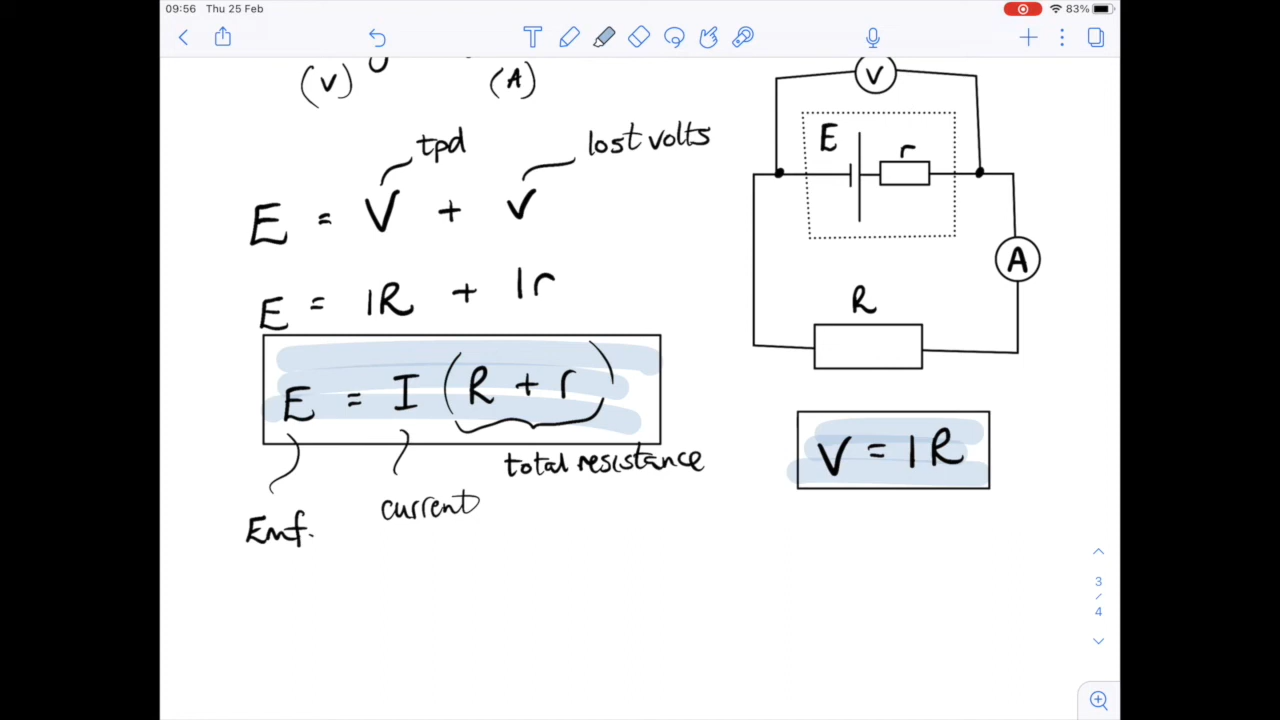 09:56 Thu 25 Feb
83%
T
(V)
(A)
tpd
lost volts
E = V + v
E = IR + Ir
E = I (R + r)
total resistance
current
Emf.
V
E
r
A
R
V = IR
3
/
4